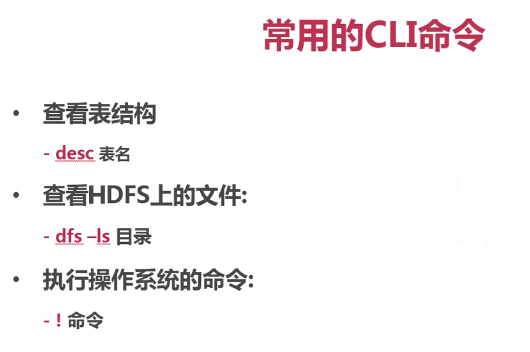 常用的CLI命令
• 查看表结构
- desc 表名
• 查看HDFS上的文件:
- dfs –ls 目录
• 执行操作系统的命令:
- ! 命令